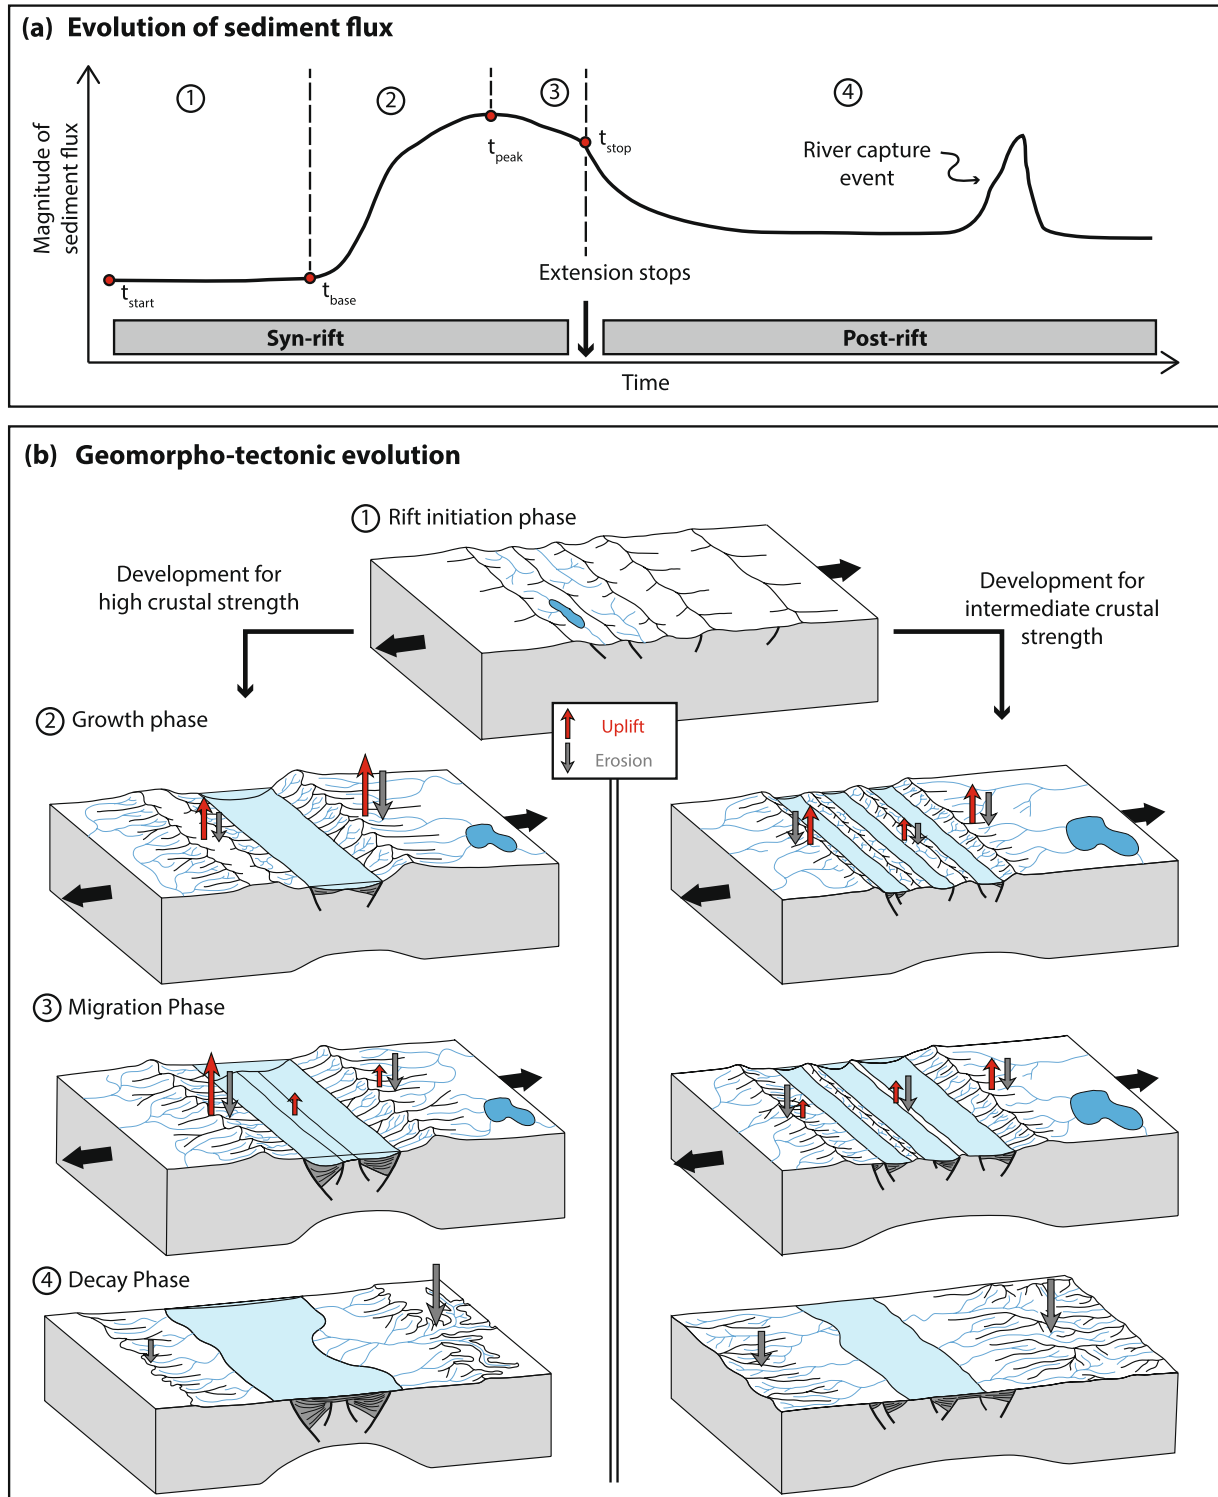 (a) Evolution of sediment flux
1
2
3
4
Magnitude of
sediment flux
t_start
t_base
t_peak
t_stop
River capture
event
Extension stops
Syn-rift
Post-rift
Time
(b) Geomorpho-tectonic evolution
1 Rift initiation phase
Development for
high crustal strength
Development for
intermediate crustal
strength
2 Growth phase
Uplift
Erosion
3 Migration Phase
4 Decay Phase